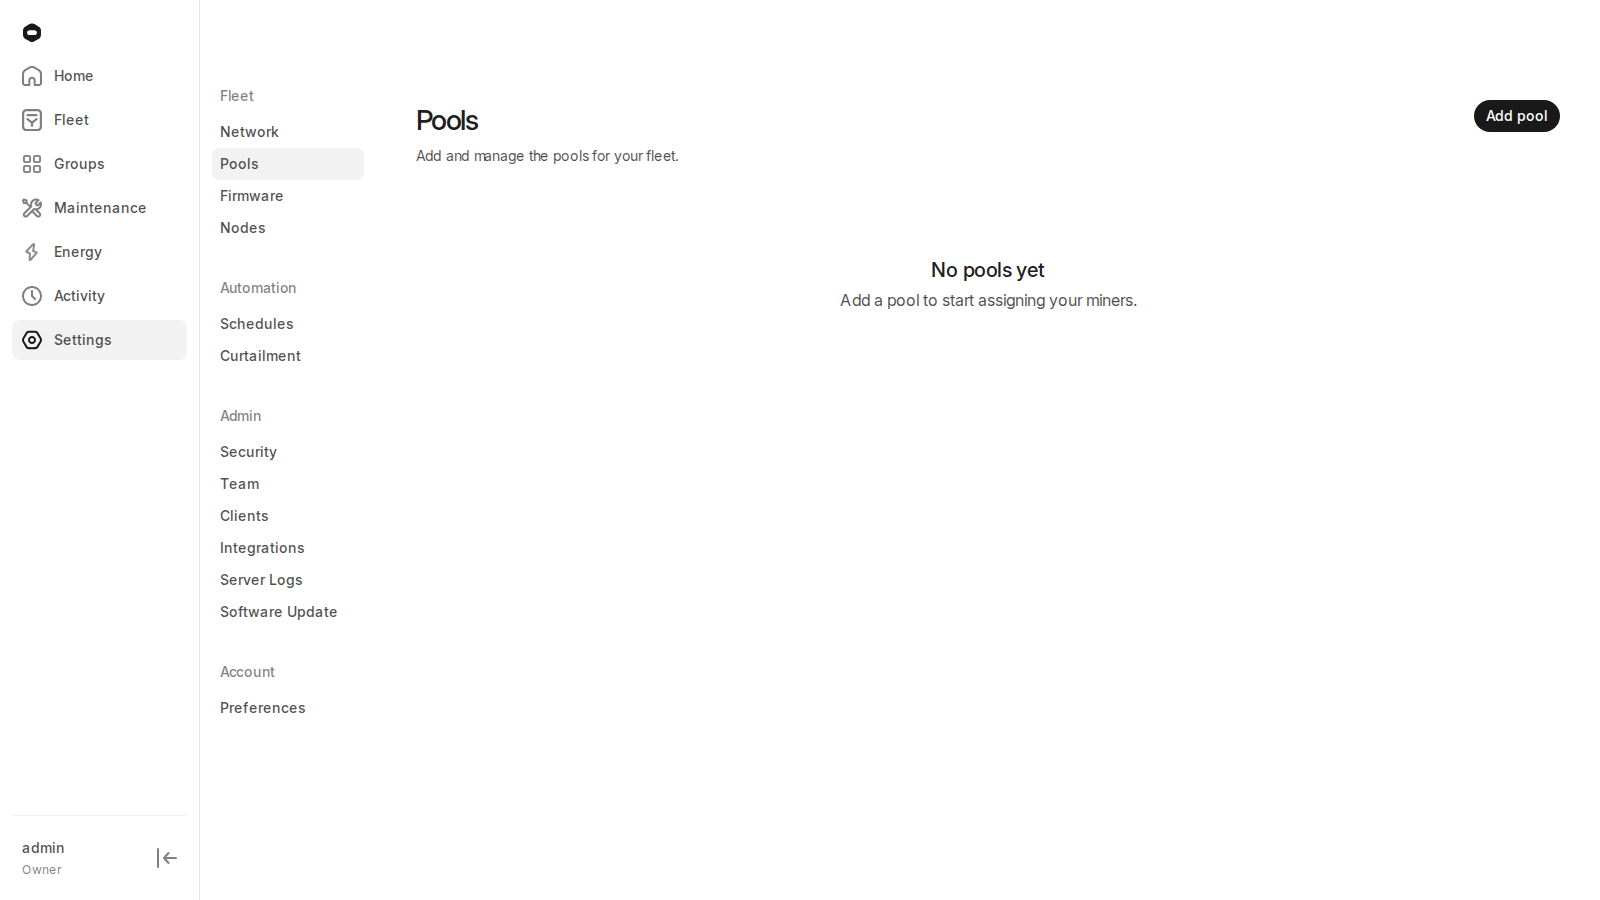 Home
Fleet
Groups
Maintenance
Energy
Activity
Settings
admin
Owner
Fleet
Network
Pools
Firmware
Nodes
Automation
Schedules
Curtailment
Admin
Security
Team
Clients
Integrations
Server Logs
Software Update
Account
Preferences
Pools
Add and manage the pools for your fleet.
Add pool
No pools yet
Add a pool to start assigning your miners.